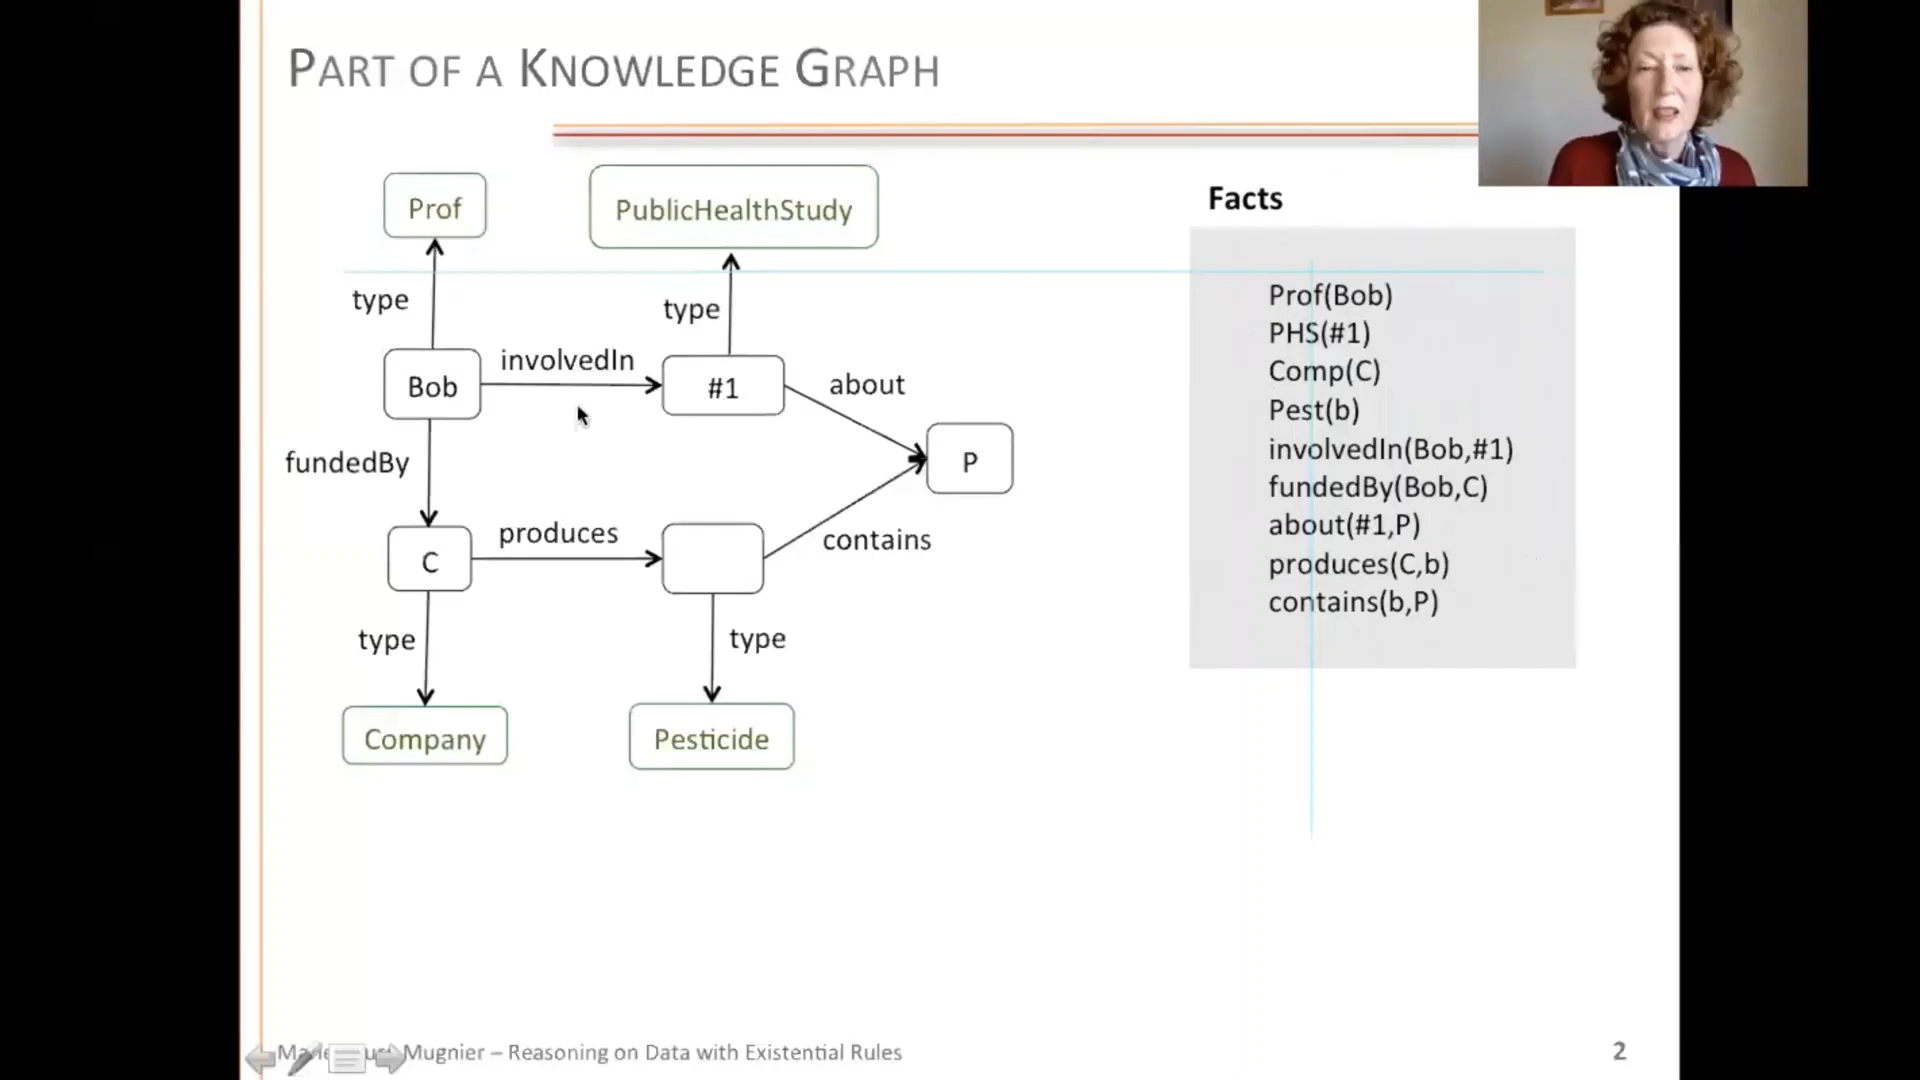 PART OF A KNOWLEDGE GRAPH
Prof
PublicHealthStudy
type
type
Bob
involvedIn
#1
about
fundedBy
P
C
produces
contains
type
type
Company
Pesticide
Facts
Prof(Bob)
PHS(#1)
Comp(C)
Pest(b)
involvedIn(Bob,#1)
fundedBy(Bob,C)
about(#1,P)
produces(C,b)
contains(b,P)
Mugnier – Reasoning on Data with Existential Rules
2